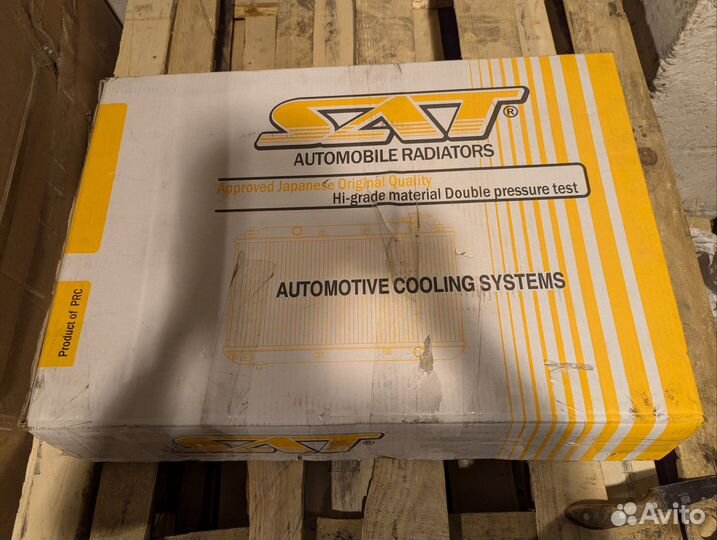 SAT®
AUTOMOBILE RADIATORS
Approved Japanese Original Quality
Hi-grade material Double pressure test
AUTOMOTIVE COOLING SYSTEMS
Product of PRC
SAT®
Avito